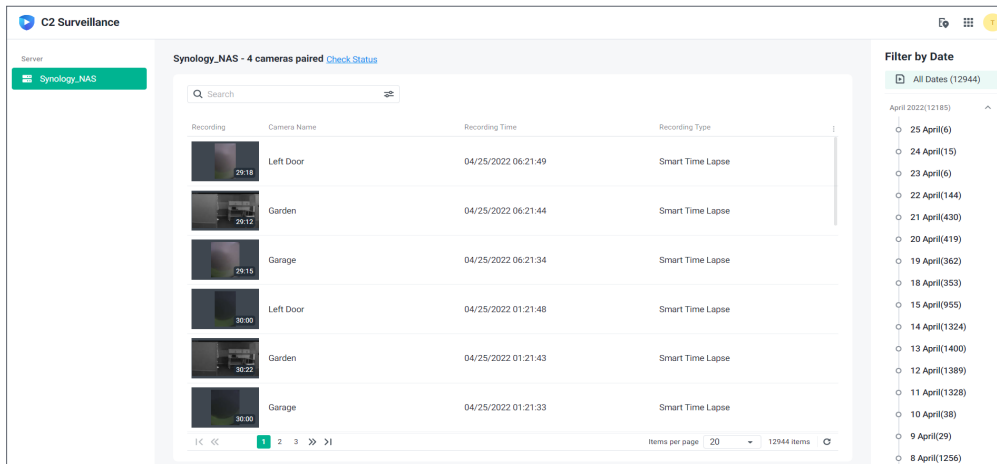 C2 Surveillance
T
Server
Synology_NAS
Synology_NAS - 4 cameras paired Check Status
Search
Recording Camera Name Recording Time Recording Type
29:18 Left Door 04/25/2022 06:21:49 Smart Time Lapse
29:12 Garden 04/25/2022 06:21:44 Smart Time Lapse
29:15 Garage 04/25/2022 06:21:34 Smart Time Lapse
30:00 Left Door 04/25/2022 01:21:48 Smart Time Lapse
30:22 Garden 04/25/2022 01:21:43 Smart Time Lapse
30:00 Garage 04/25/2022 01:21:33 Smart Time Lapse
1 2 3 Items per page 20 12944 items
Filter by Date
All Dates (12944)
April 2022(12185)
25 April(6)
24 April(15)
23 April(6)
22 April(144)
21 April(430)
20 April(419)
19 April(362)
18 April(353)
15 April(955)
14 April(1324)
13 April(1400)
12 April(1389)
11 April(1328)
10 April(38)
9 April(29)
8 April(1256)